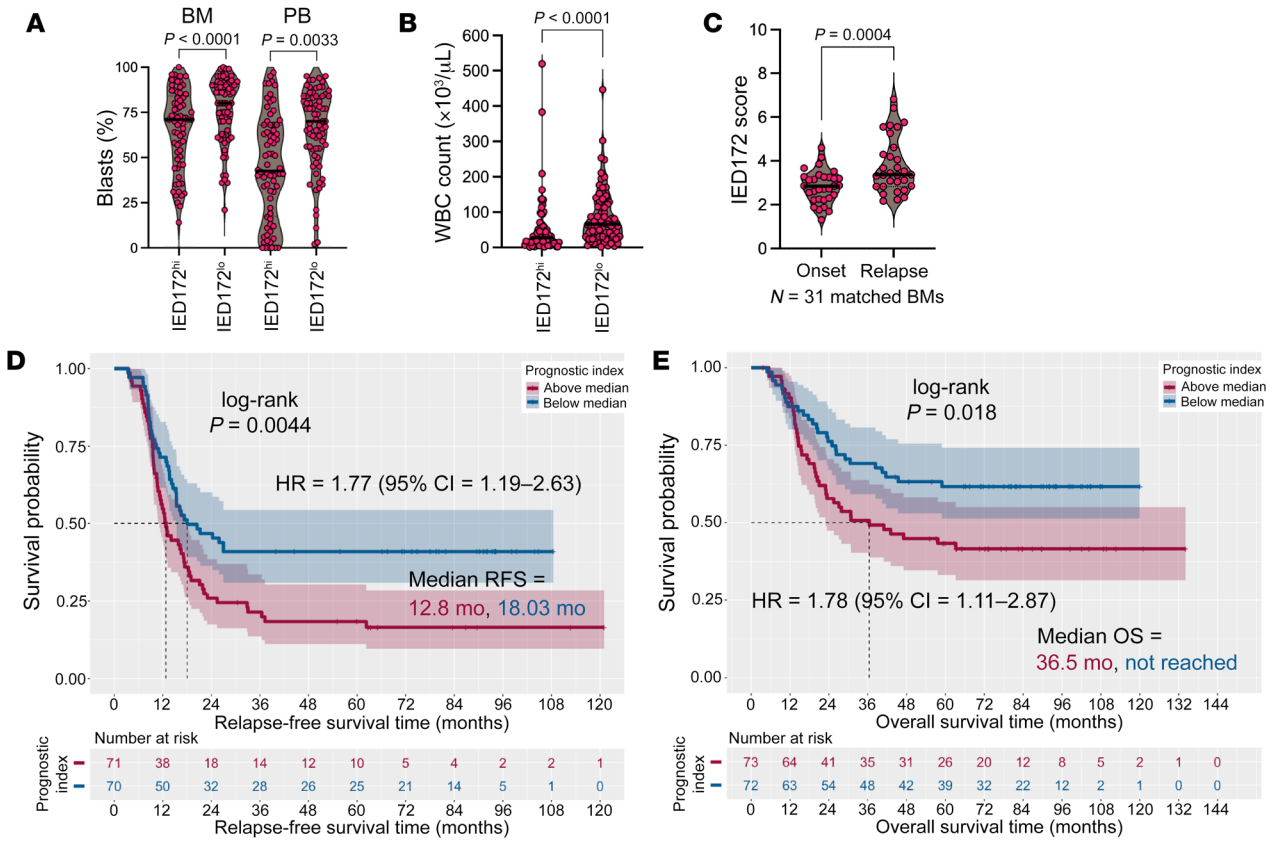 A
BM
PB
P < 0.0001
P = 0.0033
Blasts (%)
100
75
50
25
0
IED172hi
IED172lo
IED172hi
IED172lo
B
P < 0.0001
WBC count (×10³/µL)
600
500
400
300
200
100
0
IED172hi
IED172lo
C
P = 0.0004
IED172 score
10
8
6
4
2
0
Onset Relapse
N = 31 matched BMs
D
Survival probability
1.00
0.75
0.50
0.25
0.00
log-rank
P = 0.0044
Prognostic index
Above median
Below median
HR = 1.77 (95% CI = 1.19–2.63)
Median RFS =
12.8 mo, 18.03 mo
0 12 24 36 48 60 72 84 96 108 120
Relapse-free survival time (months)
Number at risk
Prognostic
index
71 38 18 14 12 10 5 4 2 2 1
70 50 32 28 26 25 21 14 5 1 0
0 12 24 36 48 60 72 84 96 108 120
Relapse-free survival time (months)
E
Survival probability
1.00
0.75
0.50
0.25
0.00
log-rank
P = 0.018
Prognostic index
Above median
Below median
HR = 1.78 (95% CI = 1.11–2.87)
Median OS =
36.5 mo, not reached
0 12 24 36 48 60 72 84 96 108 120 132 144
Overall survival time (months)
Number at risk
Prognostic
index
73 64 41 35 31 26 20 12 8 5 2 1 0
72 63 54 48 42 39 32 22 12 2 1 0 0
0 12 24 36 48 60 72 84 96 108 120 132 144
Overall survival time (months)